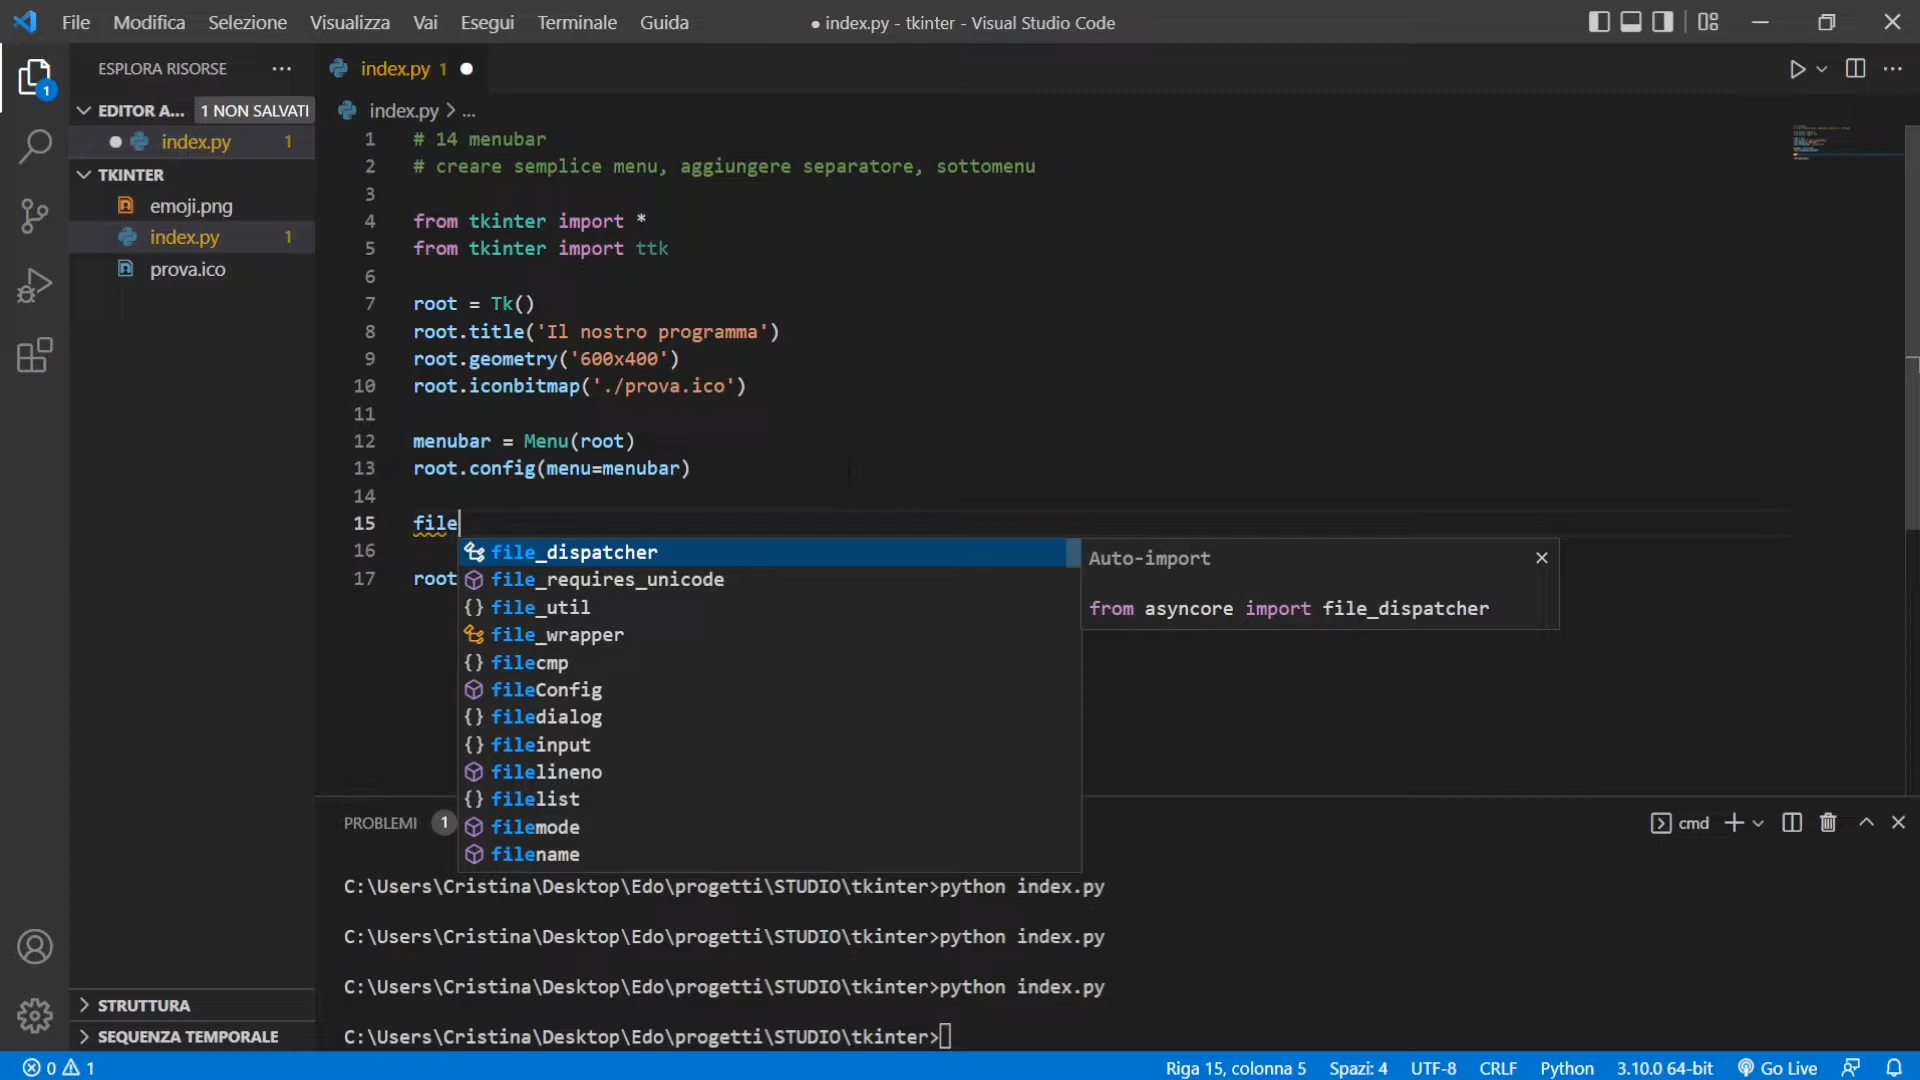 File Modifica Selezione Visualizza Vai Esegui Terminale Guida ● index.py - tkinter - Visual Studio Code
ESPLORA RISORSE ···
index.py 1
1
EDITOR A... 1 NON SALVATI
index.py > ...
index.py 1
TKINTER
emoji.png
index.py 1
prova.ico
1 # 14 menubar
2 # creare semplice menu, aggiungere separatore, sottomenu
3
4 from tkinter import *
5 from tkinter import ttk
6
7 root = Tk()
8 root.title('Il nostro programma')
9 root.geometry('600x400')
10 root.iconbitmap('./prova.ico')
11
12 menubar = Menu(root)
13 root.config(menu=menubar)
14
15 file
16
17 root
file_dispatcher
file_requires_unicode
{} file_util
file_wrapper
{} filecmp
fileConfig
{} filedialog
{} fileinput
filelineno
{} filelist
filemode
filename
Auto-import
from asyncore import file_dispatcher
PROBLEMI 1
cmd
C:\Users\Cristina\Desktop\Edo\progetti\STUDIO\tkinter>python index.py
C:\Users\Cristina\Desktop\Edo\progetti\STUDIO\tkinter>python index.py
C:\Users\Cristina\Desktop\Edo\progetti\STUDIO\tkinter>python index.py
C:\Users\Cristina\Desktop\Edo\progetti\STUDIO\tkinter>
STRUTTURA
SEQUENZA TEMPORALE
0 1 Riga 15, colonna 5 Spazi: 4 UTF-8 CRLF Python 3.10.0 64-bit Go Live